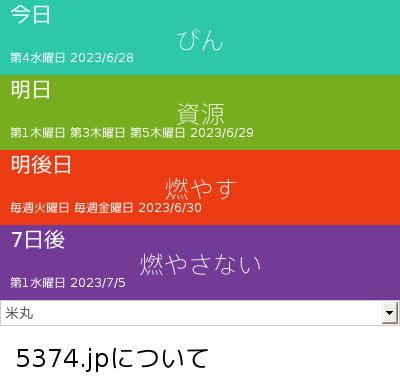 今日
びん
第4水曜日 2023/6/28
明日
資源
第1木曜日 第3木曜日 第5木曜日 2023/6/29
明後日
燃やす
毎週火曜日 毎週金曜日 2023/6/30
7日後
燃やさない
第1水曜日 2023/7/5
米丸
5374.jpについて